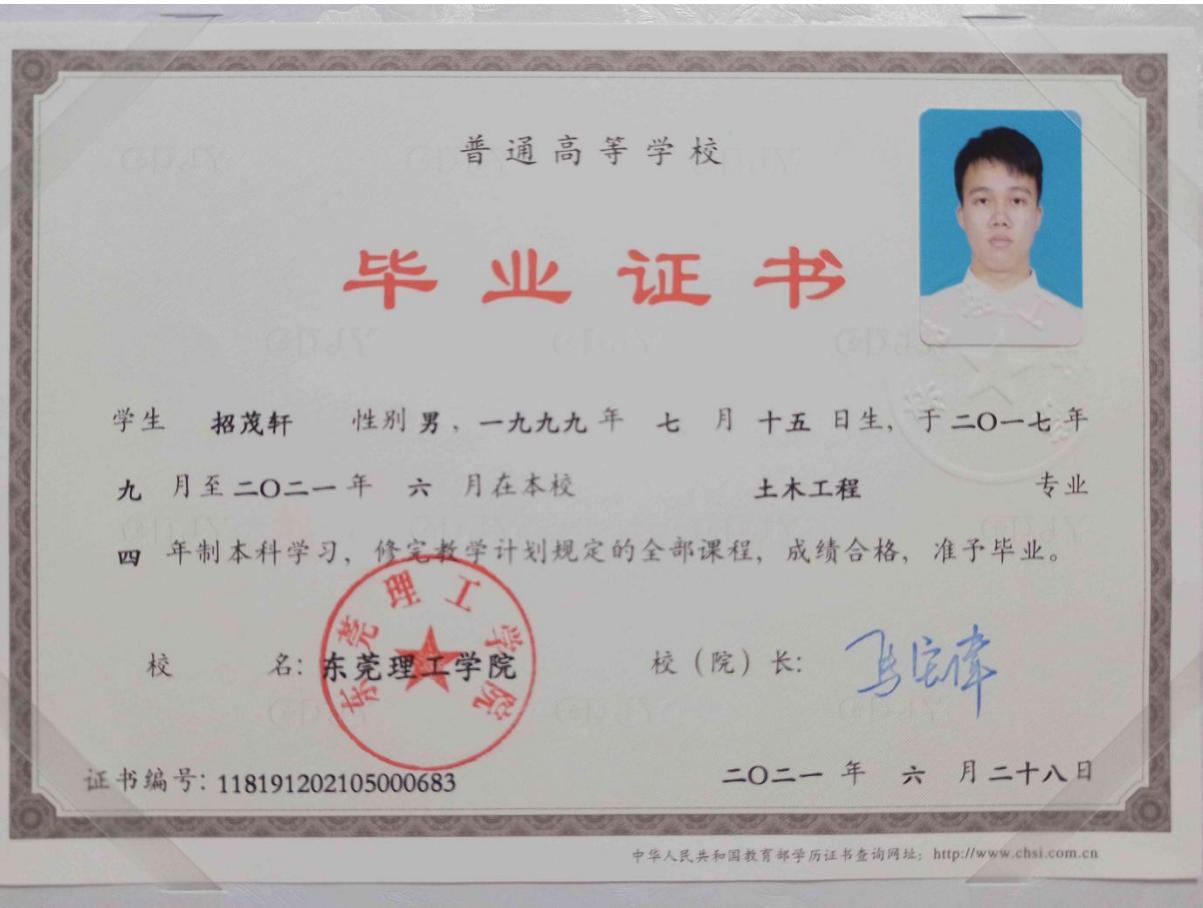 普通高等学校
毕业证书
学生 招茂轩 性别 男，一九九九年 七 月 十五 日生，于二〇一七年
九 月至二〇二一年 六 月在本校 土木工程 专业
四 年制本科学习，修完教学计划规定的全部课程，成绩合格，准予毕业。
校 名：东莞理工学院 校（院）长：
东莞理工学院
证书编号：118191202105000683 二〇二一 年 六 月二十八日
中华人民共和国教育部学历证书查询网址：http://www.chsi.com.cn